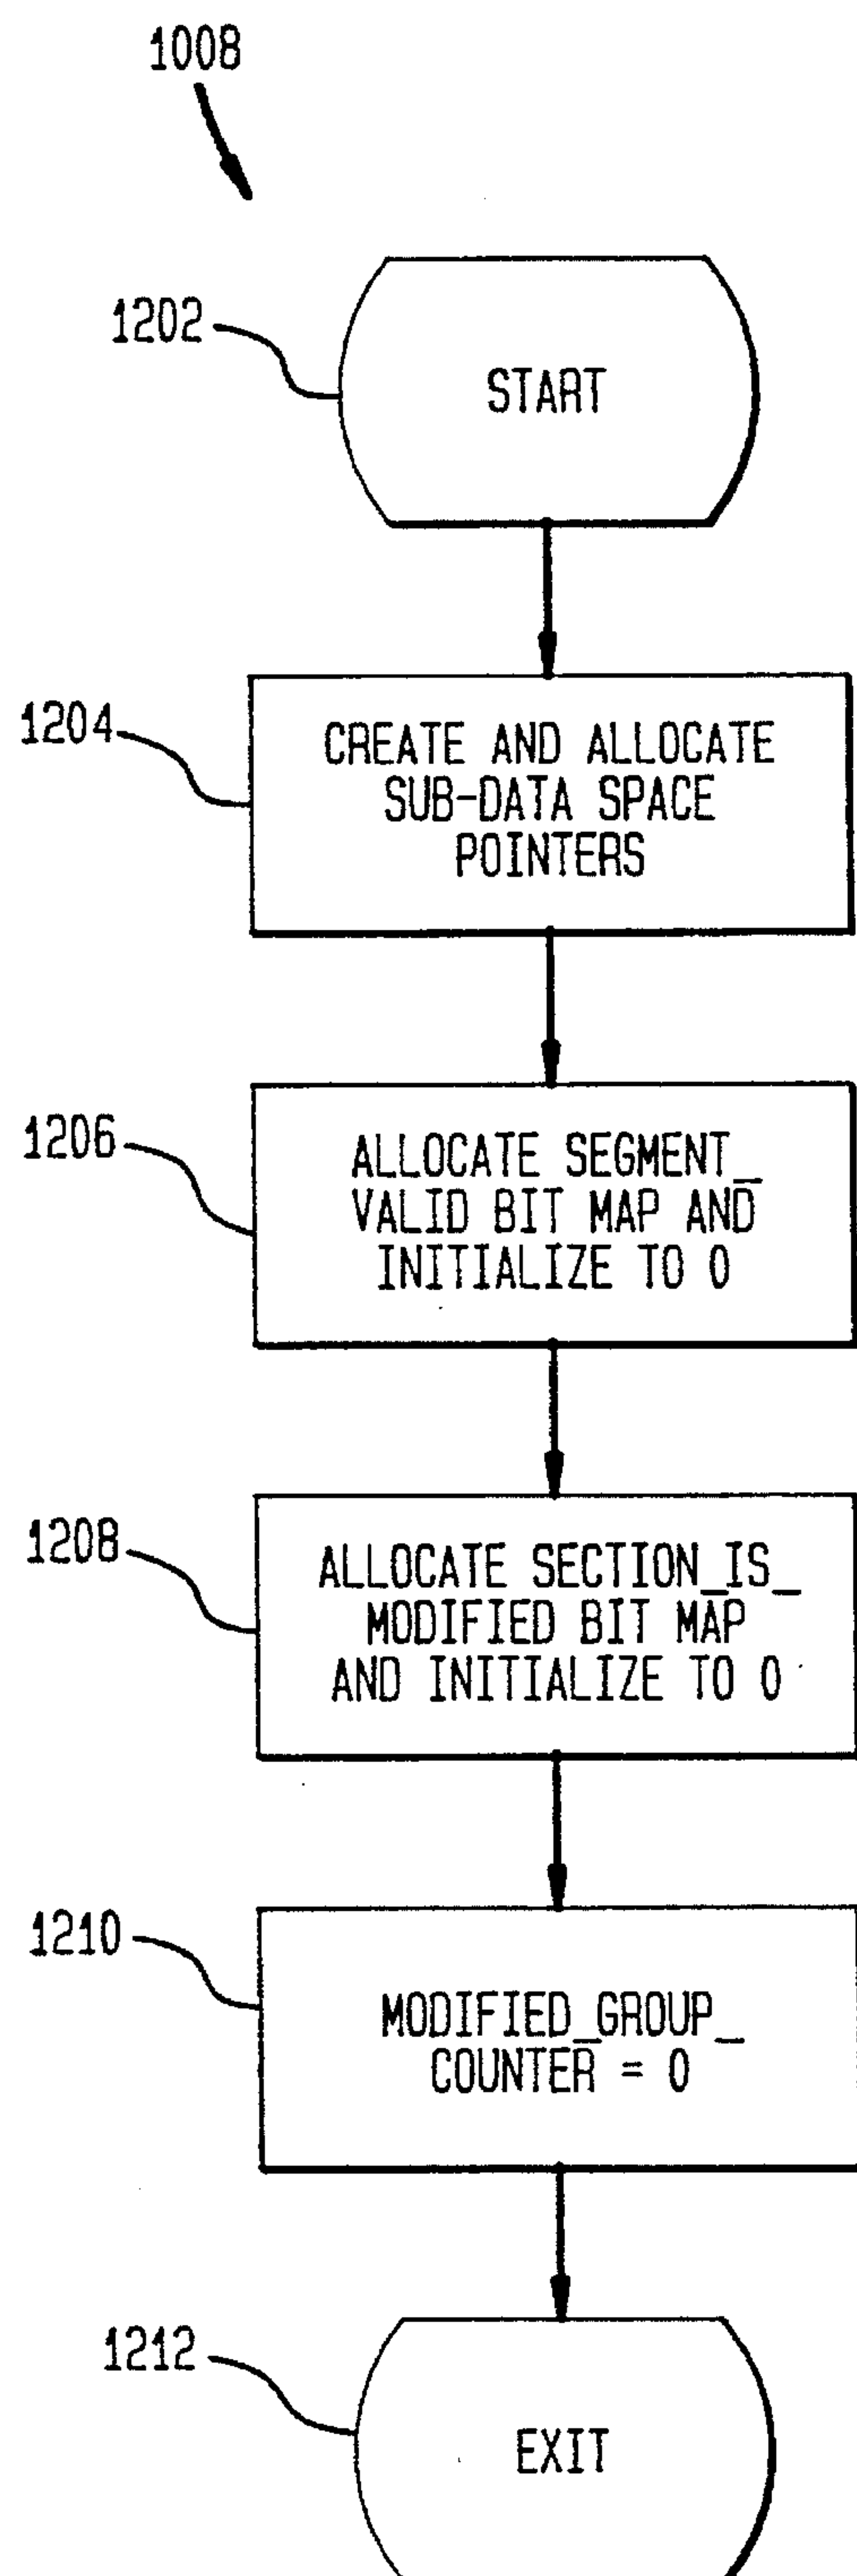 1008
1202
START
1204
CREATE AND ALLOCATE
SUB-DATA SPACE
POINTERS
1206
ALLOCATE SEGMENT_
VALID BIT MAP AND
INITIALIZE TO 0
1208
ALLOCATE SECTION_IS_
MODIFIED BIT MAP
AND INITIALIZE TO 0
1210
MODIFIED_GROUP_
COUNTER = 0
1212
EXIT